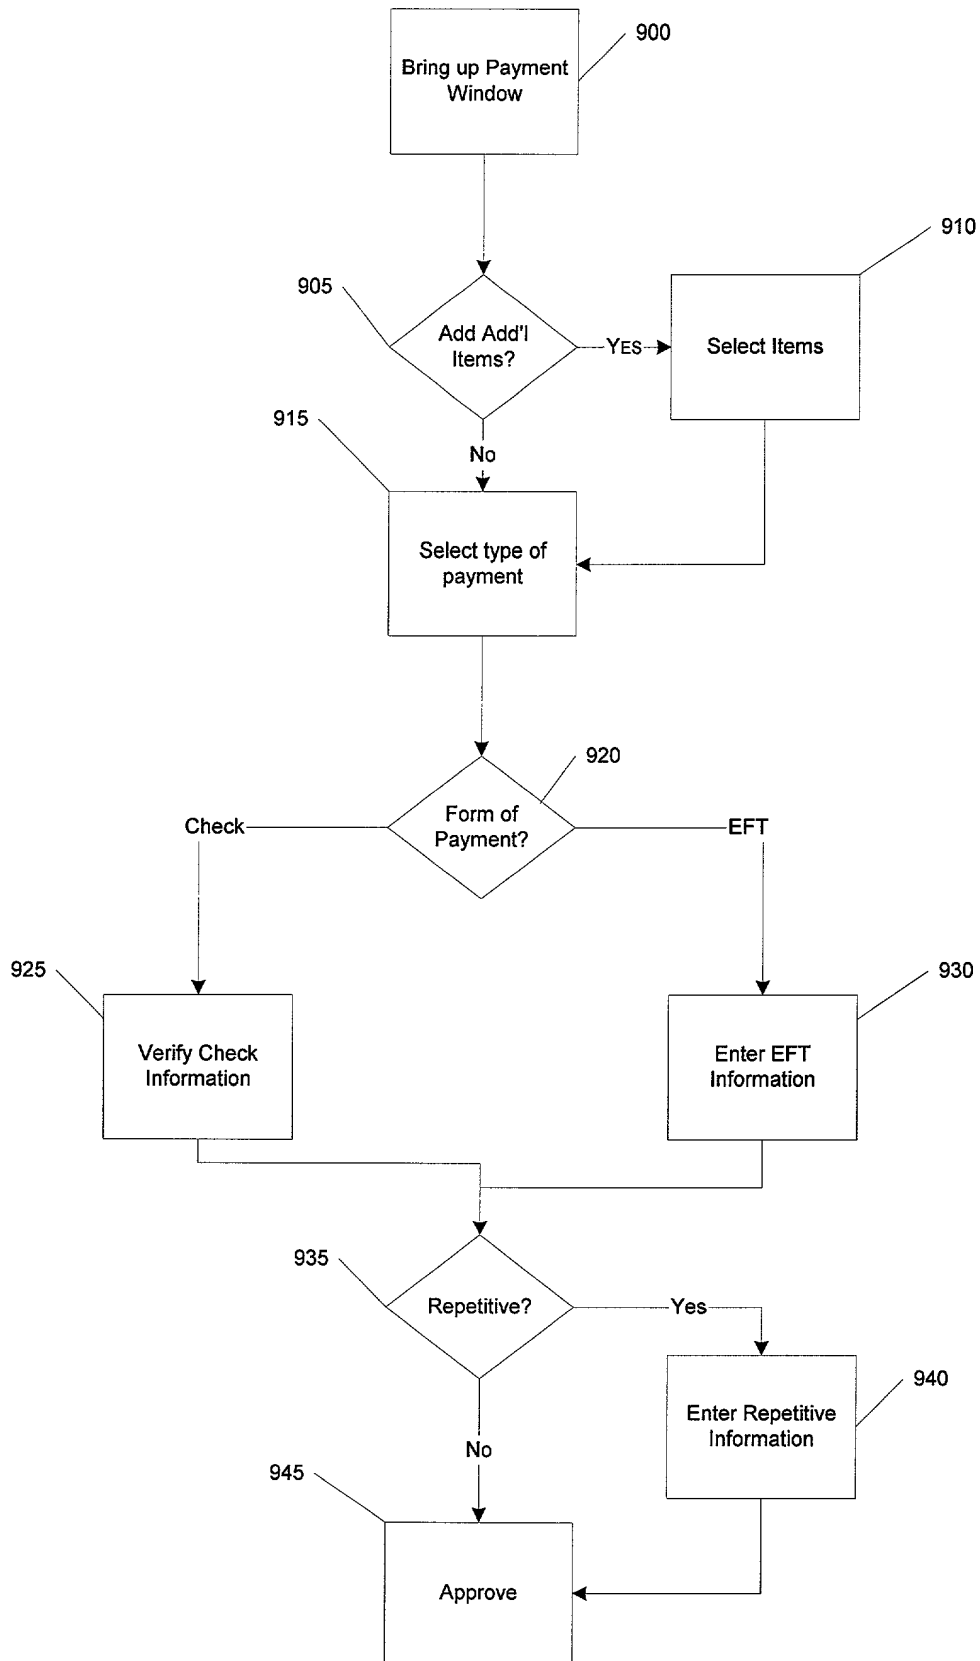 900
Bring up Payment
Window
910
905
Add Add'l
Items?
YES
Select Items
915
No
Select type of
payment
920
Form of
Payment?
Check
EFT
925
930
Verify Check
Information
Enter EFT
Information
935
Repetitive?
Yes
940
Enter Repetitive
Information
No
945
Approve